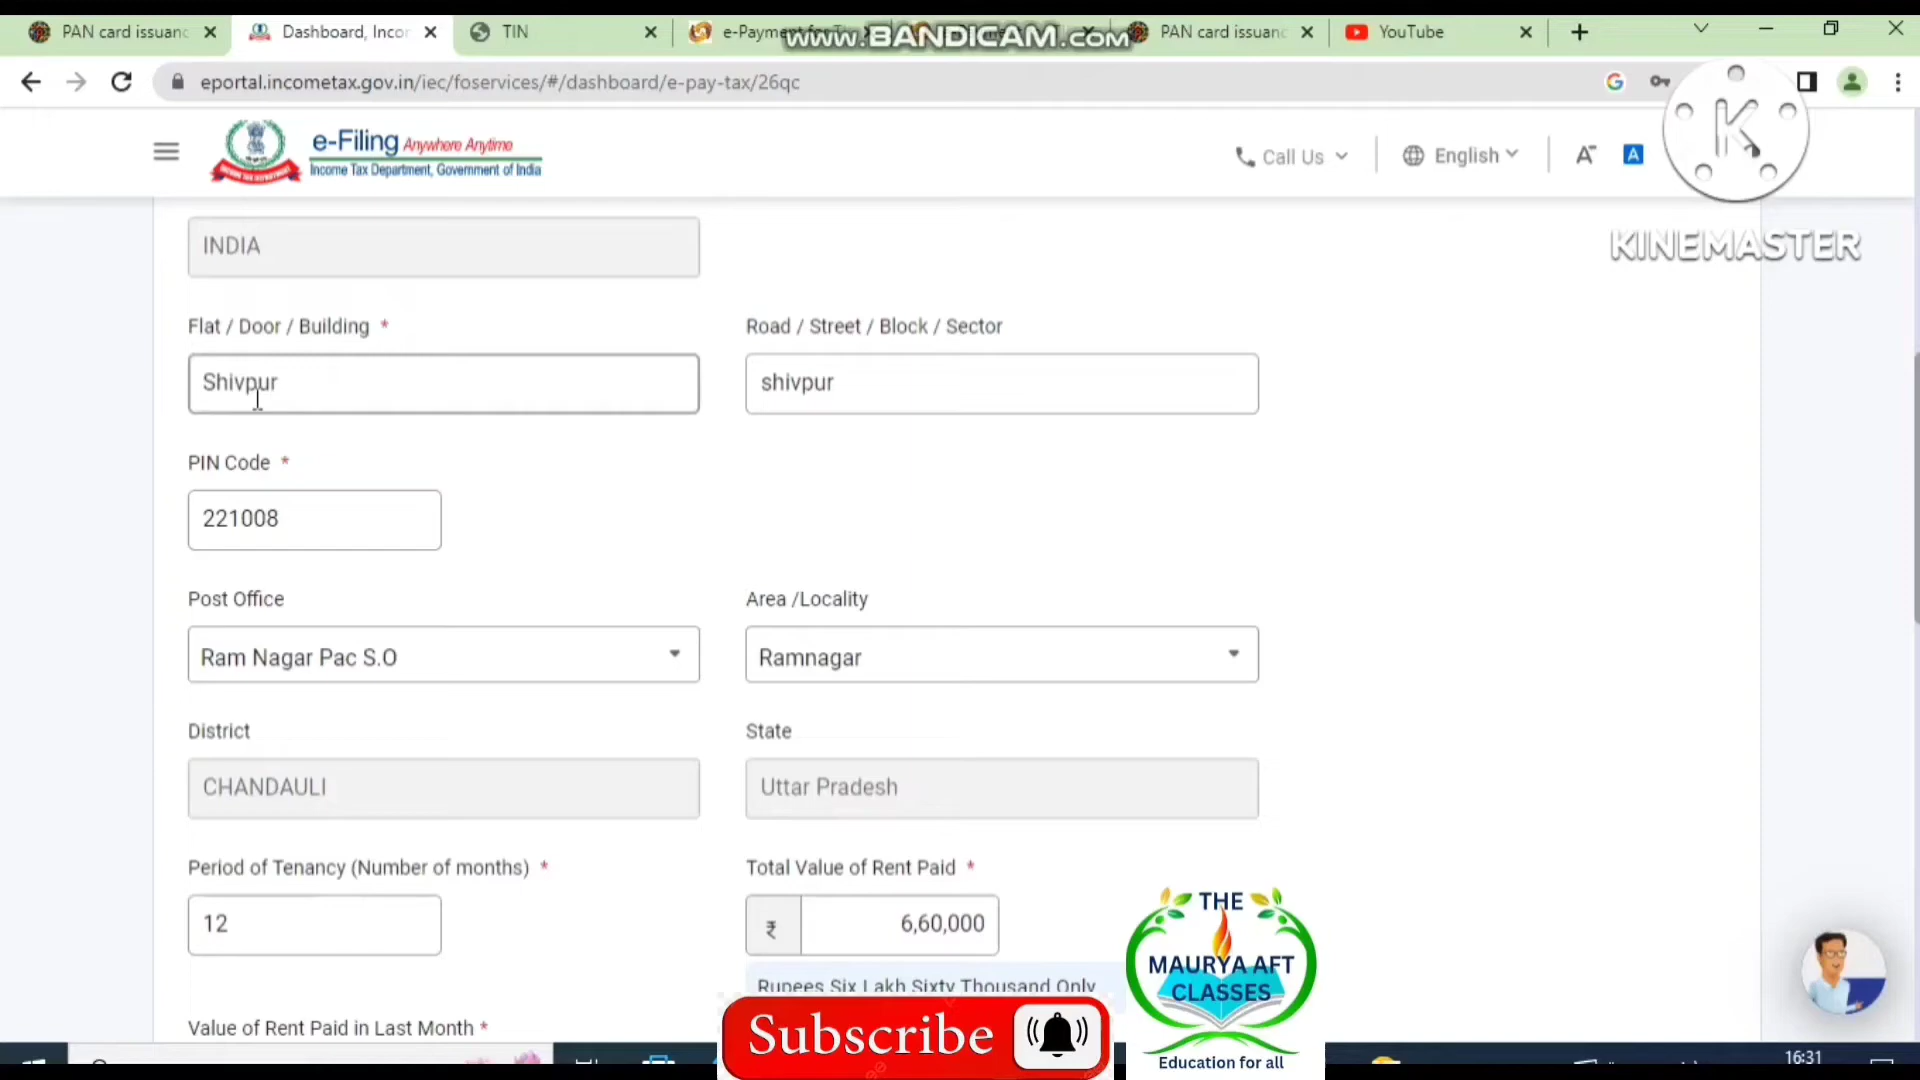 PAN card issuanc
Dashboard, Incor
TIN
e-Payment for T
PAN card issuanc
YouTube
www.BANDICAM.com
eportal.incometax.gov.in/iec/foservices/#/dashboard/e-pay-tax/26qc
e-Filing Anywhere Anytime
Income Tax Department, Government of India
Call Us
English
A
A
K
KINEMASTER
INDIA
Flat / Door / Building *
Road / Street / Block / Sector
Shivpur
shivpur
PIN Code *
221008
Post Office
Area /Locality
Ram Nagar Pac S.O
Ramnagar
District
State
CHANDAULI
Uttar Pradesh
Period of Tenancy (Number of months) *
Total Value of Rent Paid *
12
₹ 6,60,000
Rupees Six Lakh Sixty Thousand Only
Value of Rent Paid in Last Month *
Subscribe
THE
MAURYA AFT
CLASSES
Education for all
16:31